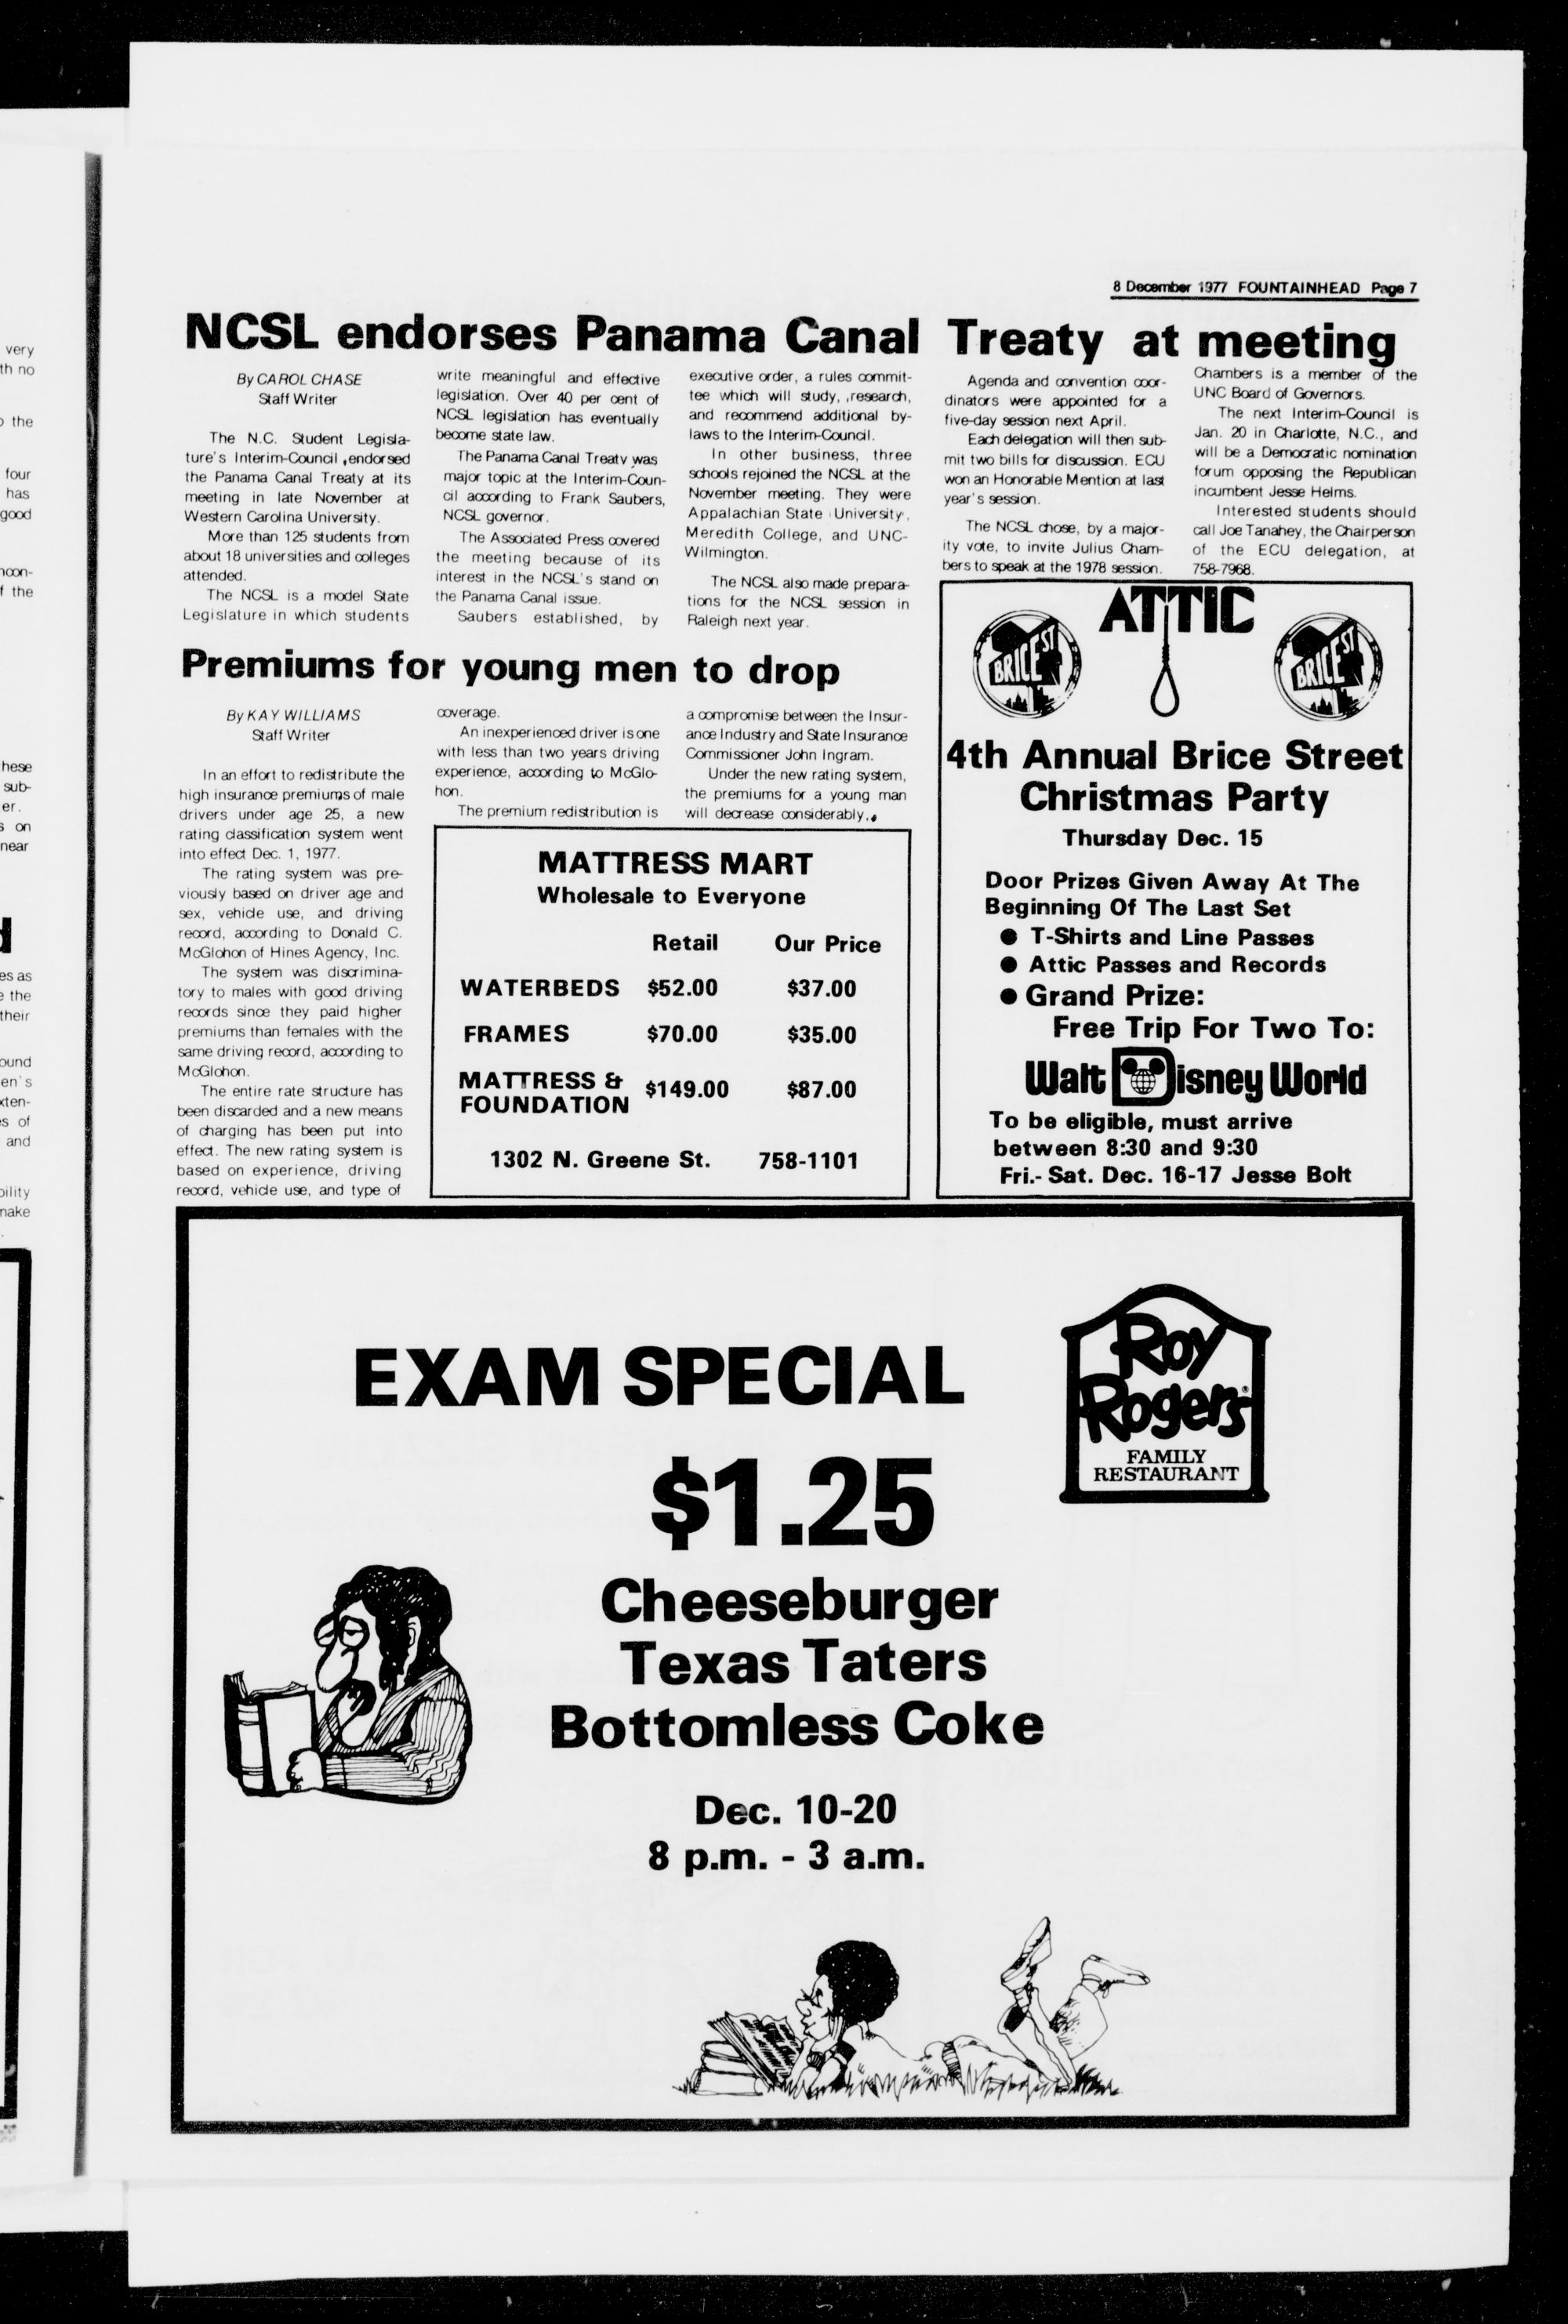 very
th no
o the
four
has
good
noon-
f the
hese
sub-
er.
s on
near
d
es as
e the
their
ound
en's
xten-
es of
and
bility
make
8 December 1977 FOUNTAINHEAD Page 7
NCSL endorses Panama Canal Treaty at meeting
By CAROL CHASE
Staff Writer
The N.C. Student Legisla-
ture's Interim-Council ,endorsed
the Panama Canal Treaty at its
meeting in late November at
Western Carolina University.
More than 125 students from
about 18 universities and colleges
attended.
The NCSL is a model State
Legislature in which students
write meaningful and effective
legislation. Over 40 per cent of
NCSL legislation has eventually
become state law.
The Panama Canal Treaty was
major topic at the Interim-Coun-
cil according to Frank Saubers,
NCSL governor.
The Associated Press covered
the meeting because of its
interest in the NCSL's stand on
the Panama Canal issue.
Saubers established, by
executive order, a rules commit-
tee which will study, ,research,
and recommend additional by-
laws to the Interim-Council.
In other business, three
schools rejoined the NCSL at the
November meeting. They were
Appalachian State University,
Meredith College, and UNC-
Wilmington.
The NCSL also made prepara-
tions for the NCSL session in
Raleigh next year.
Agenda and convention coor-
dinators were appointed for a
five-day session next April.
Each delegation will then sub-
mit two bills for discussion. ECU
won an Honorable Mention at last
year's session.
The NCSL chose, by a major-
ity vote, to invite Julius Cham-
bers to speak at the 1978 session.
Chambers is a member of the
UNC Board of Governors.
The next Interim-Council is
Jan. 20 in Charlotte, N.C., and
will be a Democratic nomination
forum opposing the Republican
incumbent Jesse Helms.
Interested students should
call Joe Tanahey, the Chairperson
of the ECU delegation, at
758-7968.
Premiums for young men to drop
By KAY WILLIAMS
Staff Writer
In an effort to redistribute the
high insurance premiums of male
drivers under age 25, a new
rating classification system went
into effect Dec. 1, 1977.
The rating system was pre-
viously based on driver age and
sex, vehicle use, and driving
record, according to Donald C.
McGlohon of Hines Agency, Inc.
The system was discrimina-
tory to males with good driving
records since they paid higher
premiums than females with the
same driving record, according to
McGlohon.
The entire rate structure has
been discarded and a new means
of charging has been put into
effect. The new rating system is
based on experience, driving
record, vehicle use, and type of
coverage.
An inexperienced driver is one
with less than two years driving
experience, according to McGlo-
hon.
The premium redistribution is
a compromise between the Insur-
ance Industry and State Insurance
Commissioner John Ingram.
Under the new rating system,
the premiums for a young man
will decrease considerably.
MATTRESS MART
Wholesale to Everyone
Retail Our Price
WATERBEDS $52.00 $37.00
FRAMES $70.00 $35.00
MATTRESS &
FOUNDATION $149.00 $87.00
1302 N. Greene St. 758-1101
ATTIC
BRICE ST
BRICE ST
4th Annual Brice Street
Christmas Party
Thursday Dec. 15
Door Prizes Given Away At The
Beginning Of The Last Set
● T-Shirts and Line Passes
● Attic Passes and Records
● Grand Prize:
Free Trip For Two To:
Walt Disney World
To be eligible, must arrive
between 8:30 and 9:30
Fri.- Sat. Dec. 16-17 Jesse Bolt
EXAM SPECIAL
Roy
Rogers
FAMILY
RESTAURANT
$1.25
Cheeseburger
Texas Taters
Bottomless Coke
Dec. 10-20
8 p.m. - 3 a.m.